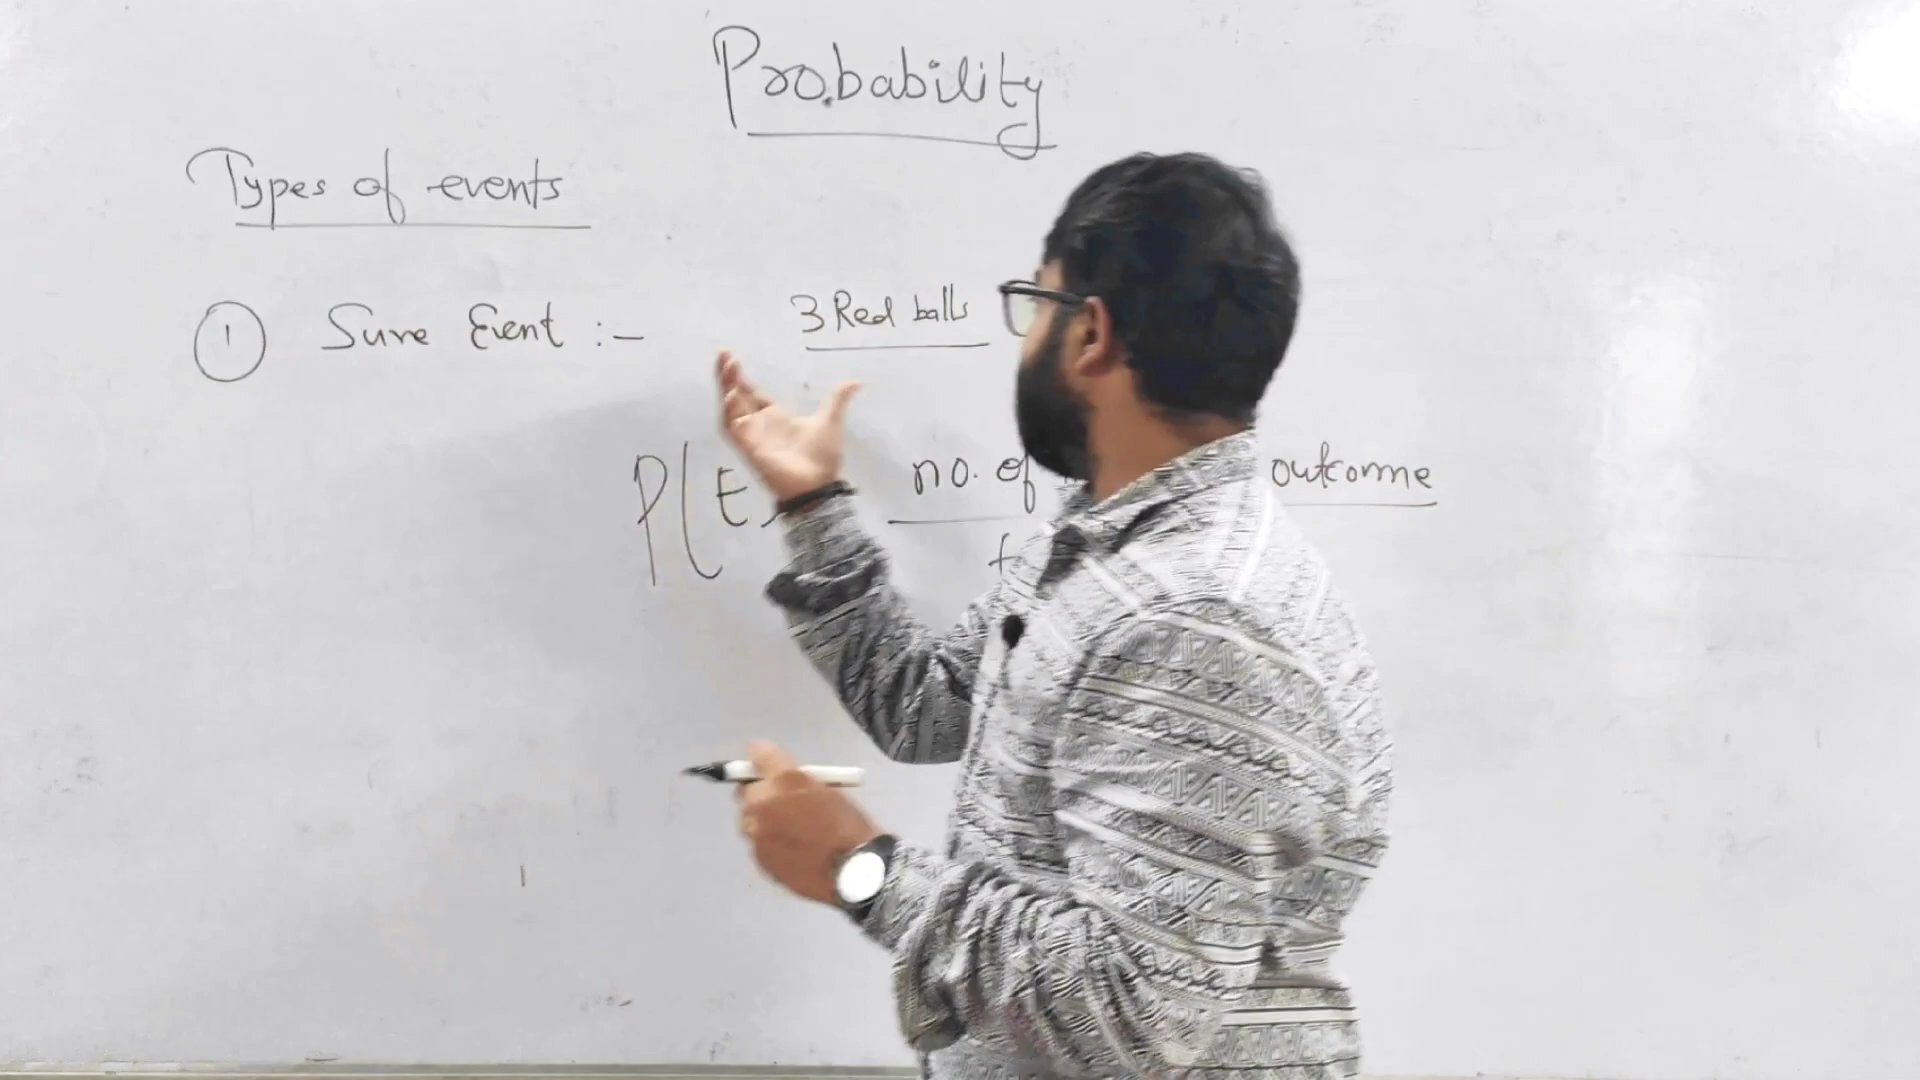 Probability
Types of events
① Sure Event :- 3 Red balls
P(E) no. of outcome